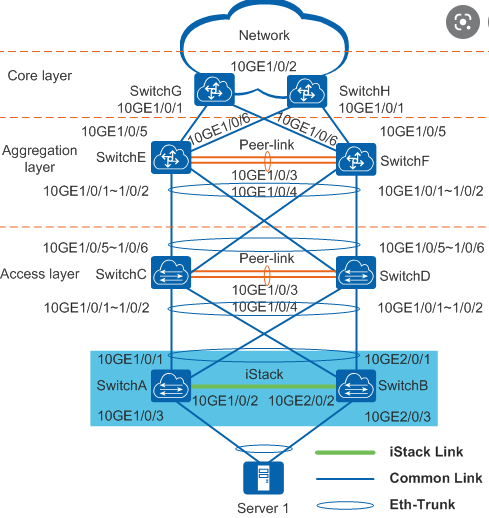 Network
Core layer
10GE1/0/2
SwitchG
SwitchH
10GE1/0/1
10GE1/0/1
10GE1/0/5
10GE1/0/6
10GE1/0/6
10GE1/0/5
Aggregation
layer
SwitchE
Peer-link
SwitchF
10GE1/0/3
10GE1/0/1~1/0/2
10GE1/0/4
10GE1/0/1~1/0/2
10GE1/0/5~1/0/6
10GE1/0/5~1/0/6
Access layer
SwitchC
Peer-link
SwitchD
10GE1/0/3
10GE1/0/1~1/0/2
10GE1/0/4
10GE1/0/1~1/0/2
10GE1/0/1
10GE2/0/1
SwitchA
iStack
SwitchB
10GE1/0/2
10GE2/0/2
10GE1/0/3
10GE2/0/3
iStack Link
Common Link
Eth-Trunk
Server 1